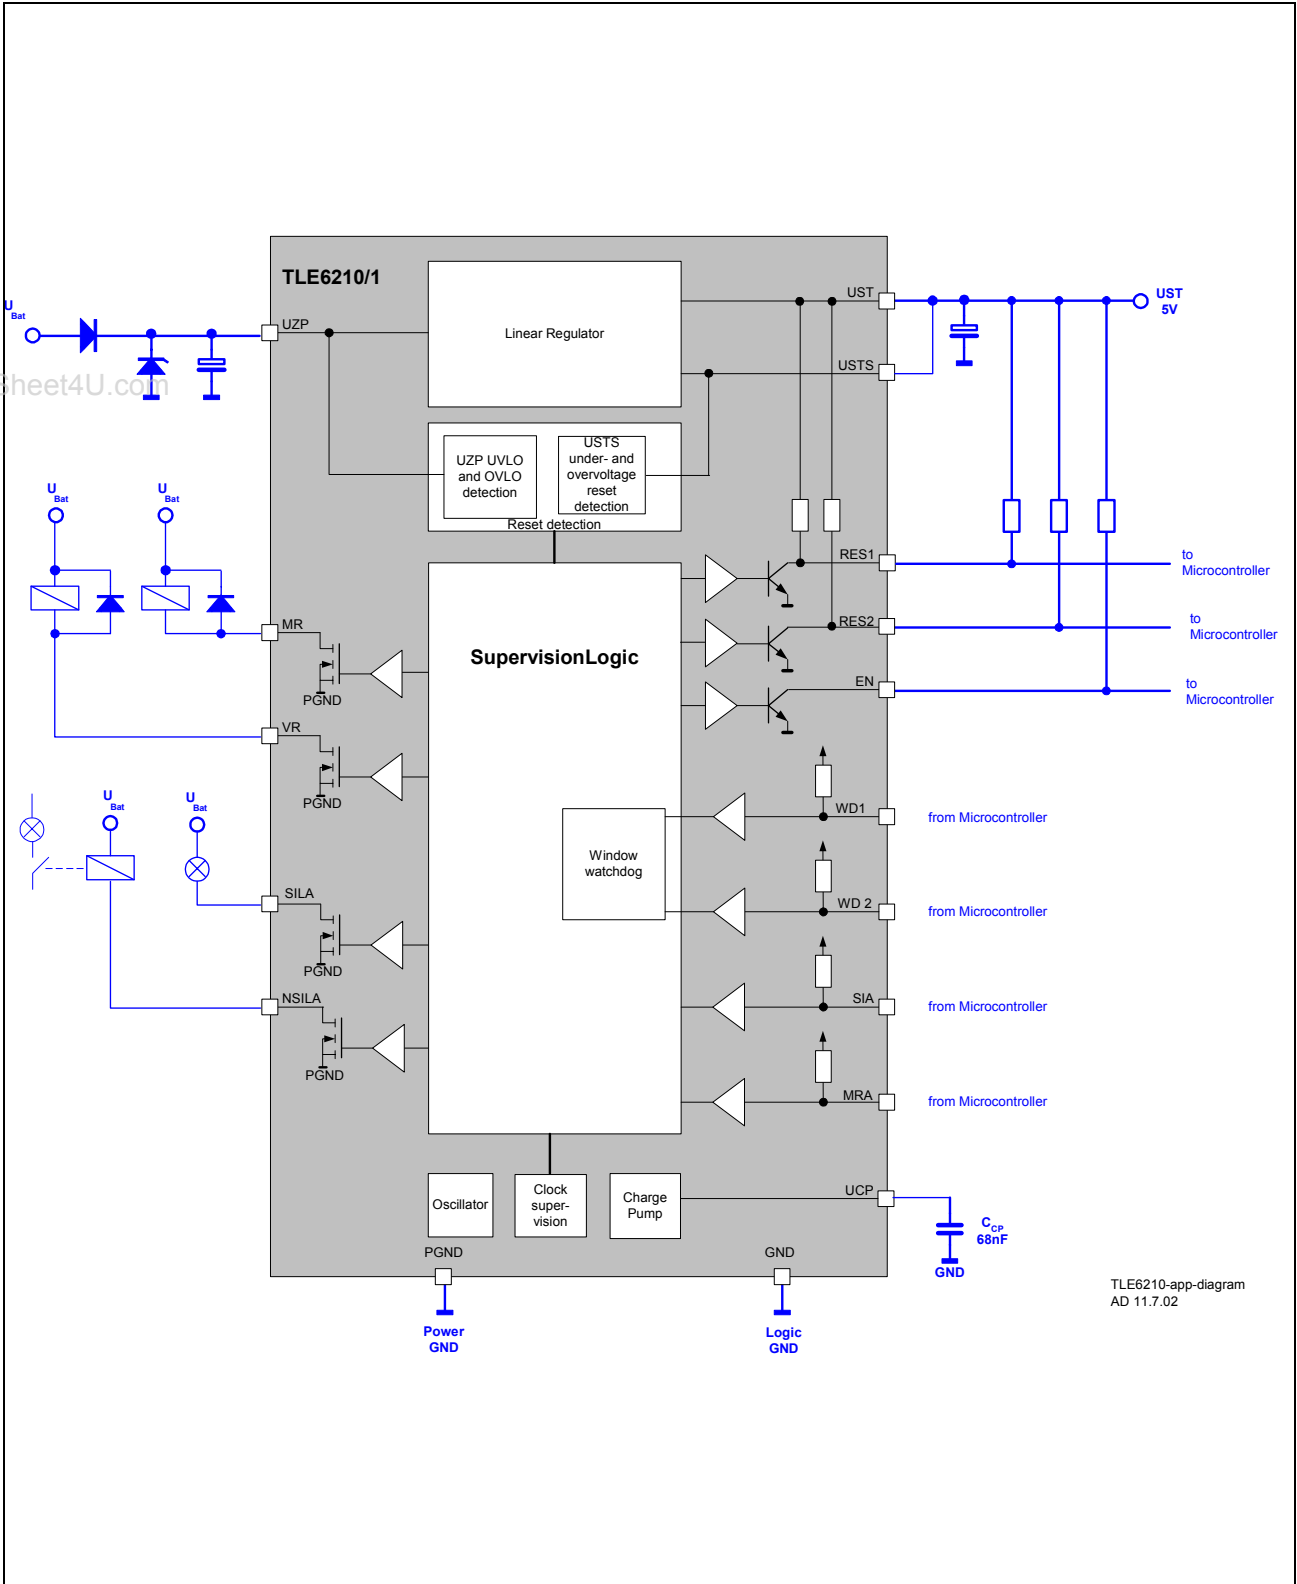 TLE6210/1
UST
UST
5V
U
Bat
UZP
Linear Regulator
USTS
Sheet4U.com
UZP UVLO
and OVLO
detection
USTS
under- and
overvoltage
reset
detection
Reset detection
U
Bat
U
Bat
RES1
to
Microcontroller
MR
RES2
to
Microcontroller
SupervisionLogic
PGND
EN
to
Microcontroller
VR
PGND
U
Bat
U
Bat
WD1
from Microcontroller
Window
watchdog
SILA
WD 2
from Microcontroller
PGND
NSILA
SIA
from Microcontroller
PGND
MRA
from Microcontroller
Oscillator
Clock
super-
vision
Charge
Pump
UCP
C
CP
68nF
GND
PGND
GND
Power
GND
Logic
GND
TLE6210-app-diagram
AD 11.7.02